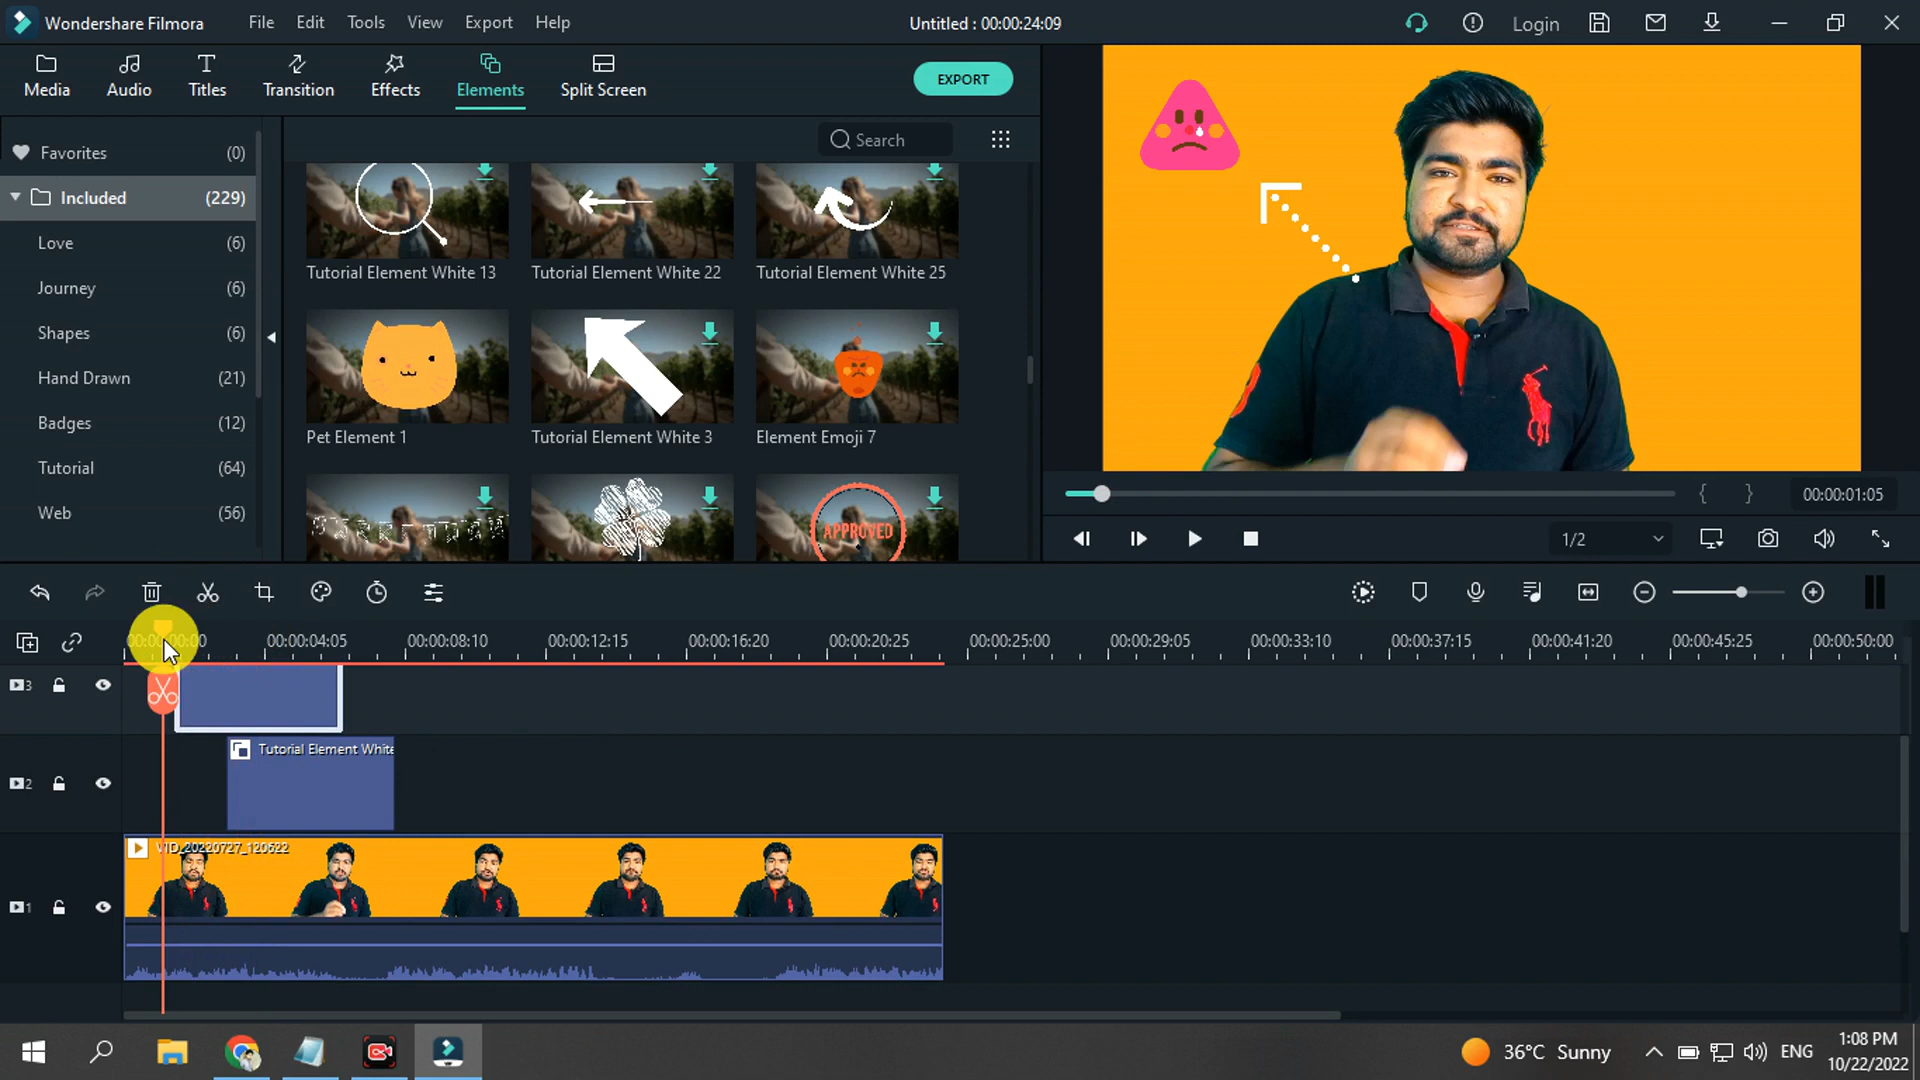 Wondershare Filmora
File Edit Tools View Export Help
Untitled : 00:00:24:09
Login
Media
Audio
Titles
Transition
Effects
Elements
Split Screen
EXPORT
Favorites (0)
Included (229)
Love (6)
Journey (6)
Shapes (6)
Hand Drawn (21)
Badges (12)
Tutorial (64)
Web (56)
Search
Tutorial Element White 13
Tutorial Element White 22
Tutorial Element White 25
Pet Element 1
Tutorial Element White 3
Element Emoji 7
APPROVED
00:00:01:05
1/2
00:00:04:05
00:00:08:10
00:00:12:15
00:00:16:20
00:00:20:25
00:00:25:00
00:00:29:05
00:00:33:10
00:00:37:15
00:00:41:20
00:00:45:25
00:00:50:00
3
Tutorial Element White
2
VID_20220727_120622
1
36°C Sunny
ENG
1:08 PM
10/22/2022